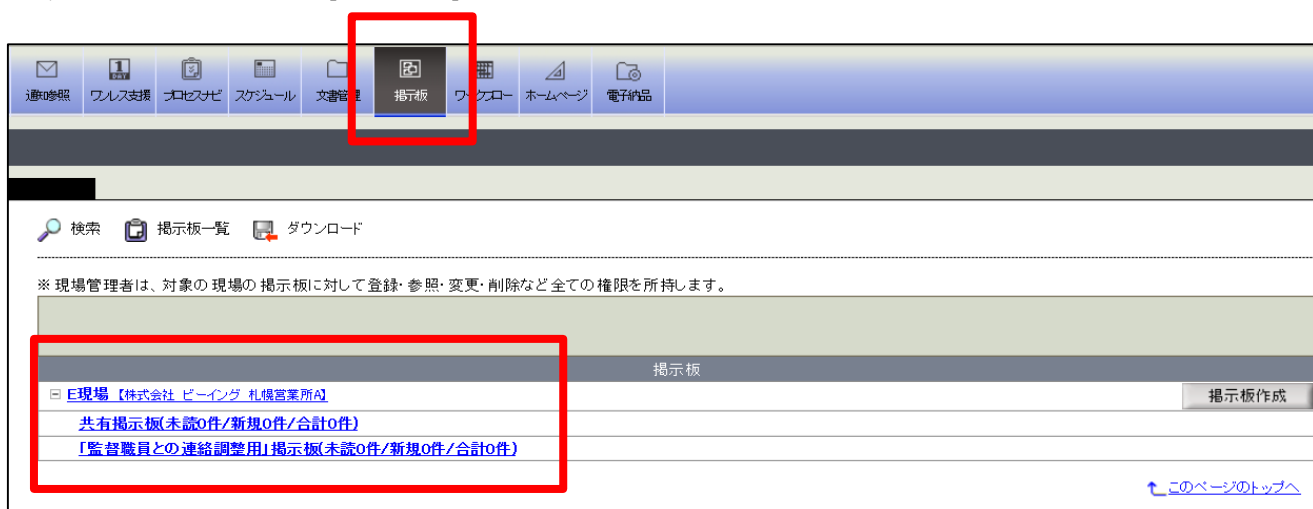 通知参照 ワンレス支援 プロセスナビ スケジュール 文書管理 掲示板 ワークフロー ホームページ 電子納品
検索 掲示板一覧 ダウンロード
※ 現場管理者は、対象の現場の掲示板に対して登録・参照・変更・削除など全ての権限を所持します。
掲示板
E現場【株式会社 ビーイング 札幌営業所A】 掲示板作成
共有掲示板(未読0件/新規0件/合計0件)
「監督職員との連絡調整用」掲示板(未読0件/新規0件/合計0件)
このページのトップへ